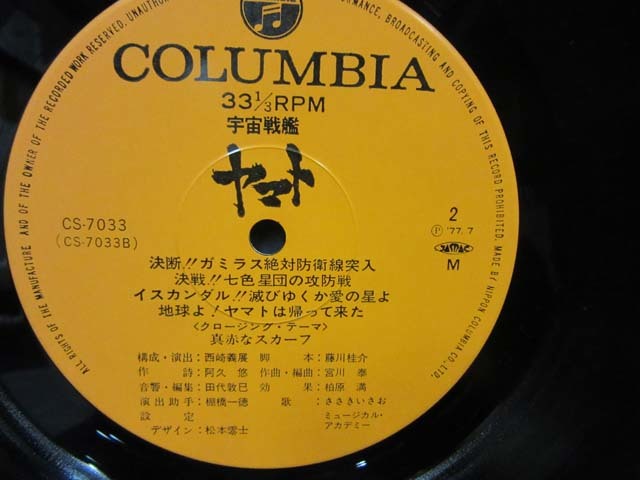 COLUMBIA
33 1/3 RPM
宇宙戦艦
ヤマト
CS-7033
(CS-7033B)
2
Ⓟ '77. 7
JASRAC
M
決断!!ガミラス絶対防衛線突入
決戦!!七色星団の攻防戦
イスカンダル!!滅びゆくか愛の星よ
地球よ!ヤマトは帰って来た
<クロージング・テーマ>
真赤なスカーフ
構成・演出:西崎義展 脚本:藤川桂介
作詩:阿久悠 作曲・編曲:宮川泰
音響・編集:田代敦巳 効果:柏原満
演出助手:棚橋一徳 歌:ささきいさお
設定 ミュージカル・
デザイン:松本零士 アカデミー
ALL RIGHTS OF THE MANUFACTURE AND OF THE OWNER OF THE RECORDED WORK RESERVED. UNAUTHOR
ORMANCE, BROADCASTING AND COPYING OF THIS RECORD PROHIBITED. MADE BY NIPPON COLUMBIA CO., LTD.